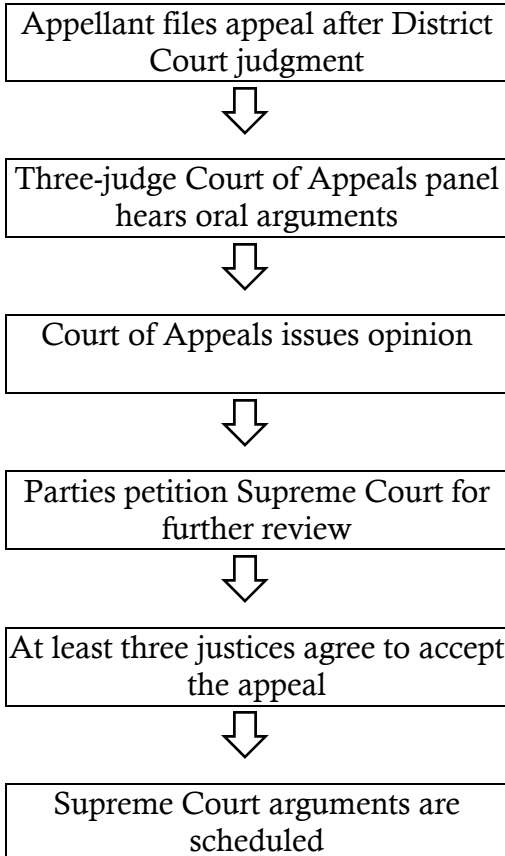 Appellant files appeal after District
Court judgment
Three-judge Court of Appeals panel
hears oral arguments
Court of Appeals issues opinion
Parties petition Supreme Court for
further review
At least three justices agree to accept
the appeal
Supreme Court arguments are
scheduled